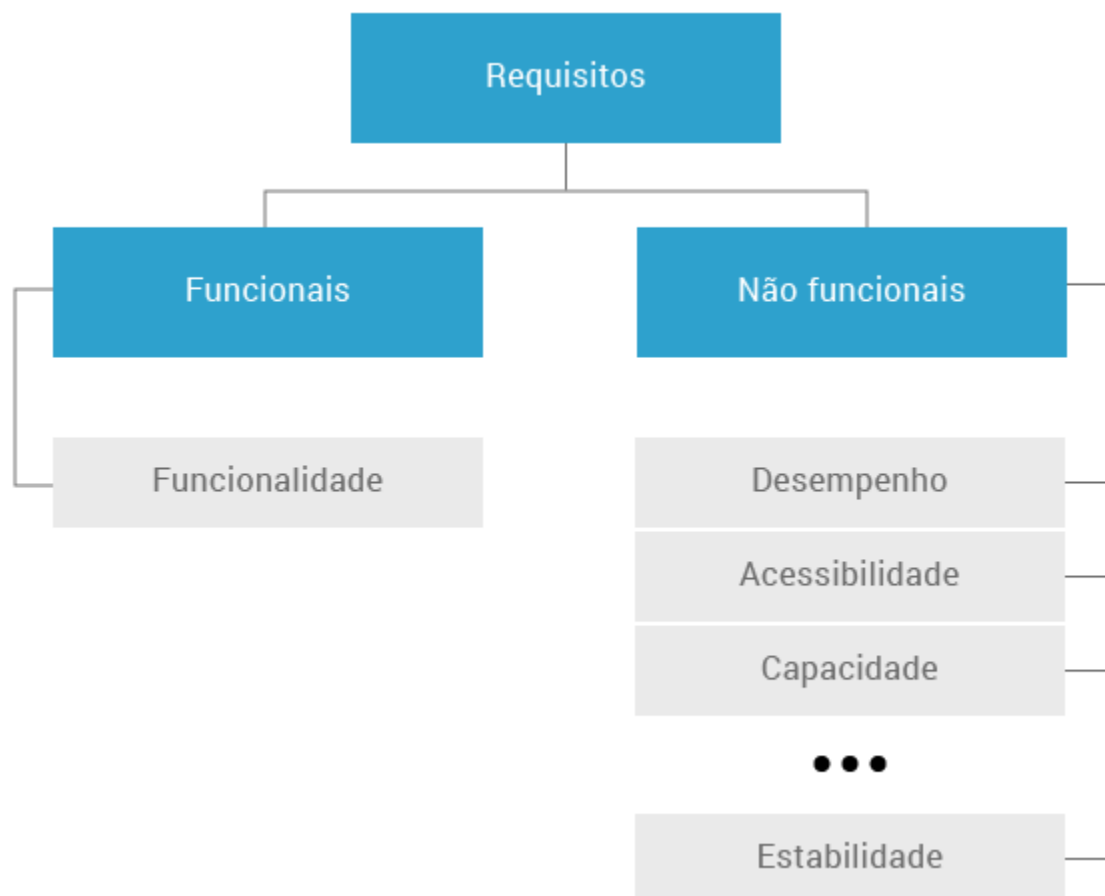 Requisitos
Funcionais
Não funcionais
Funcionalidade
Desempenho
Acessibilidade
Capacidade
•••
Estabilidade